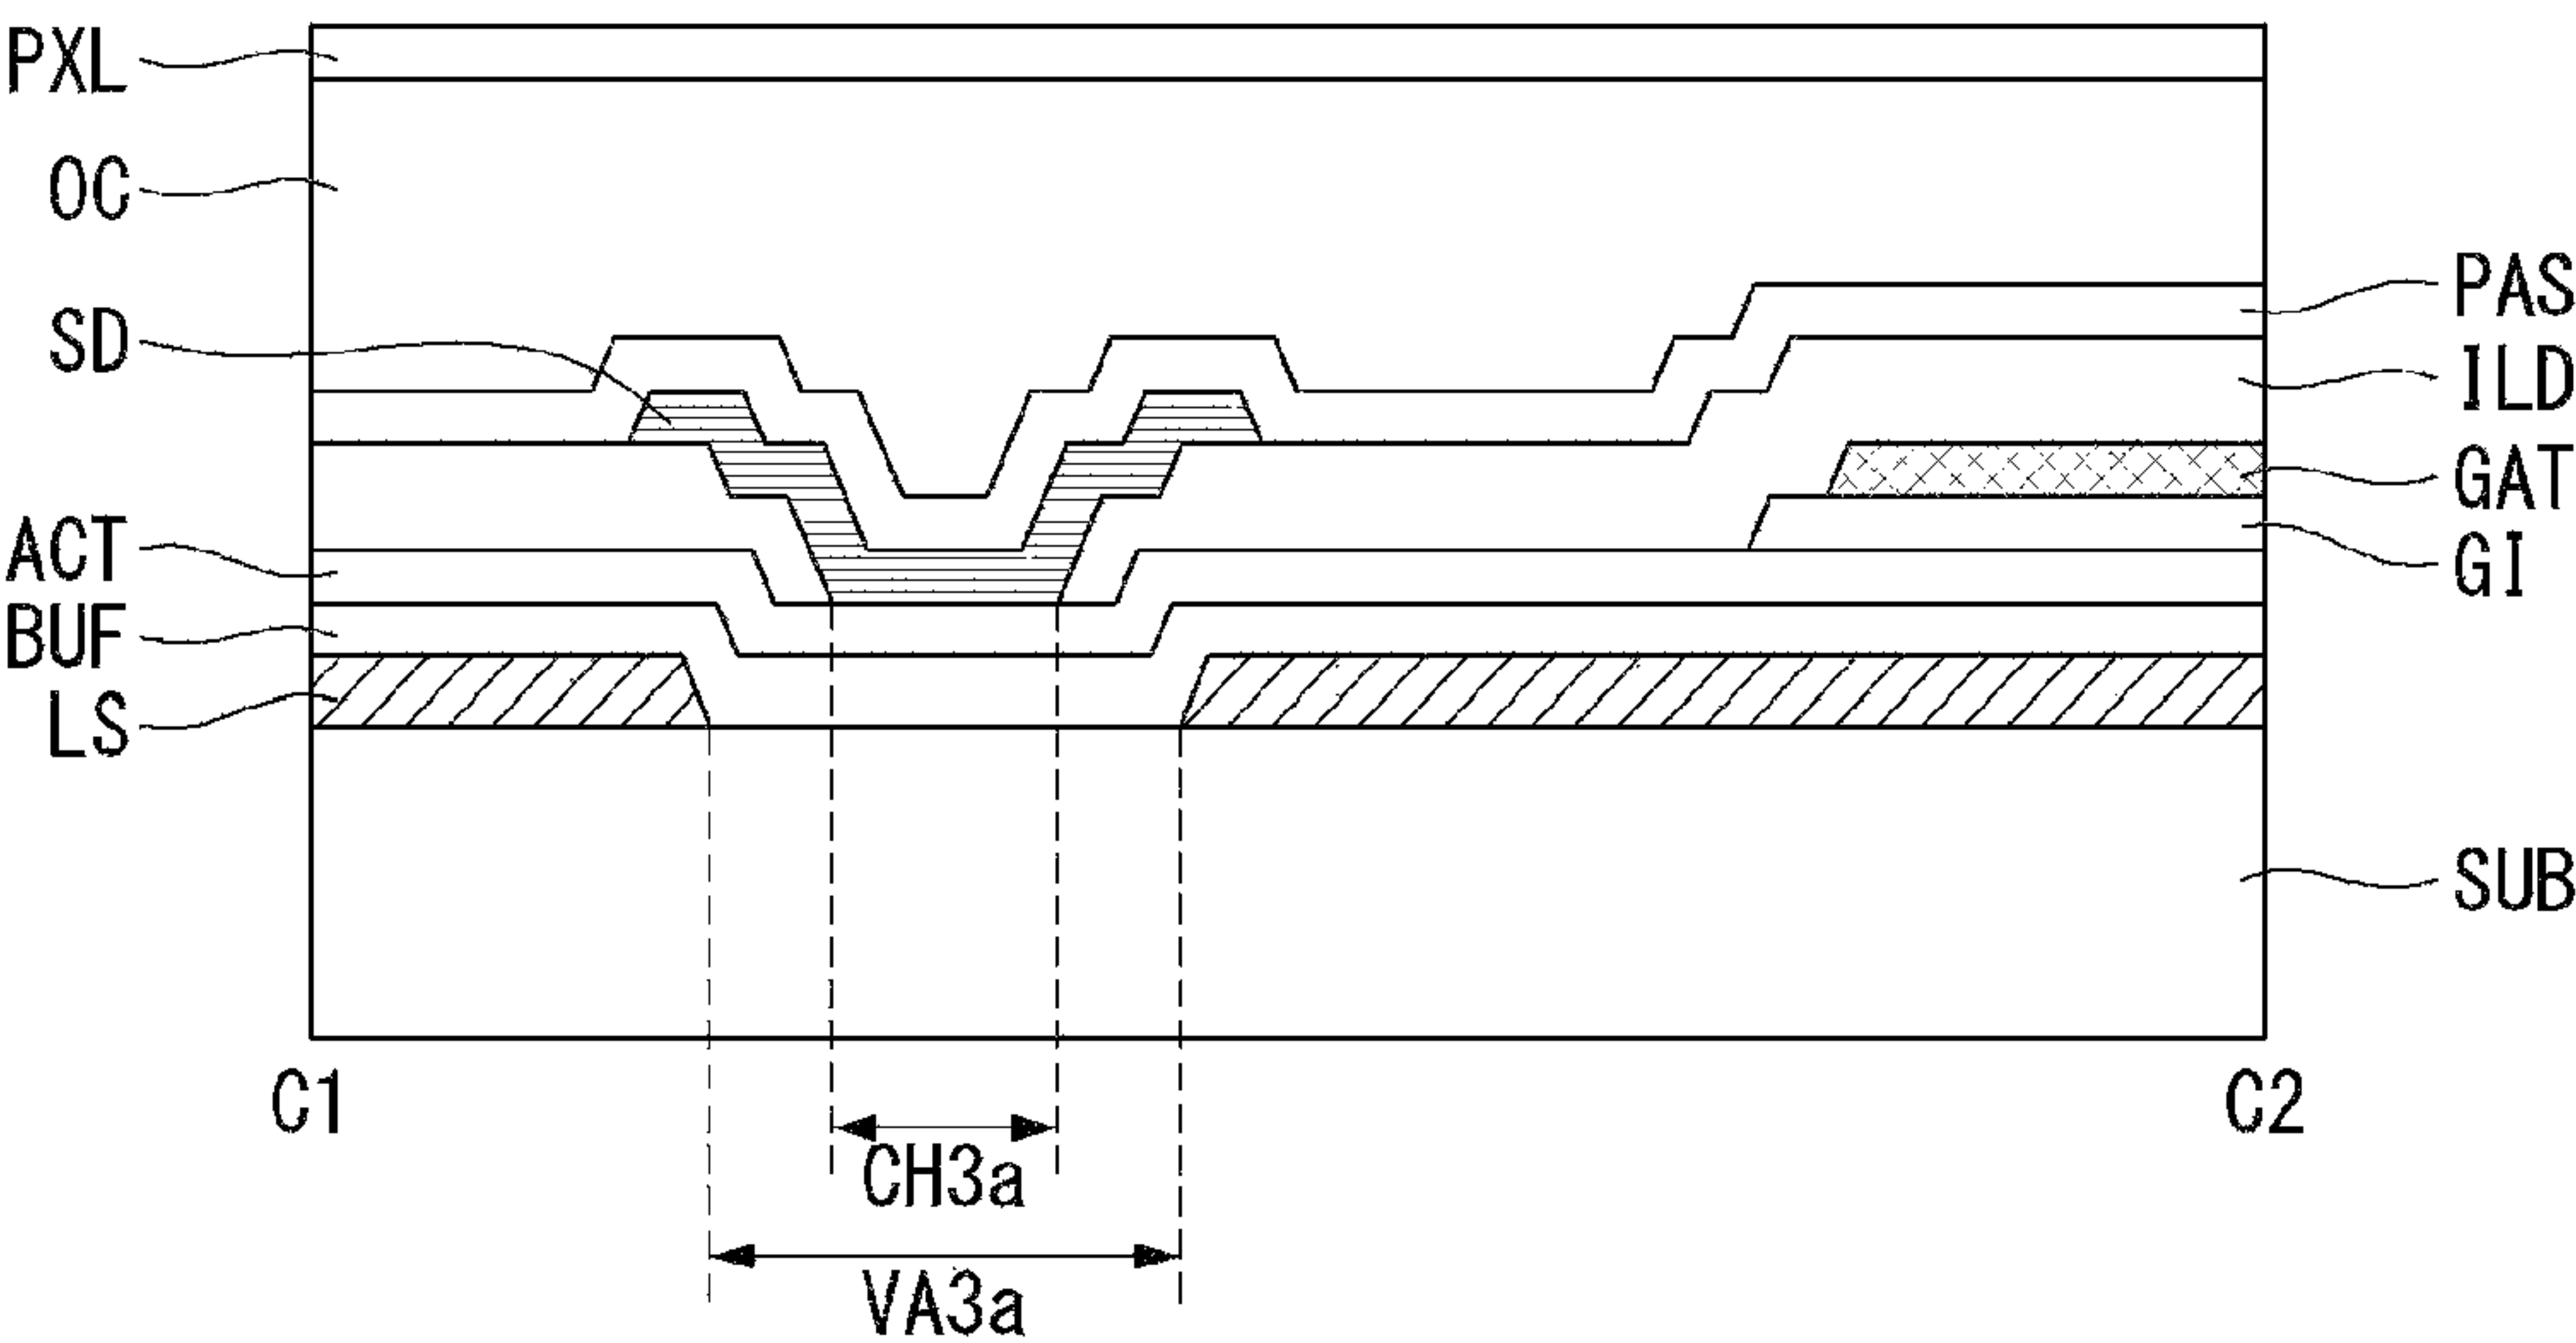 PXL
OC
SD
ACT
BUF
LS
PAS
ILD
GAT
GI
SUB
C1
C2
CH3a
VA3a